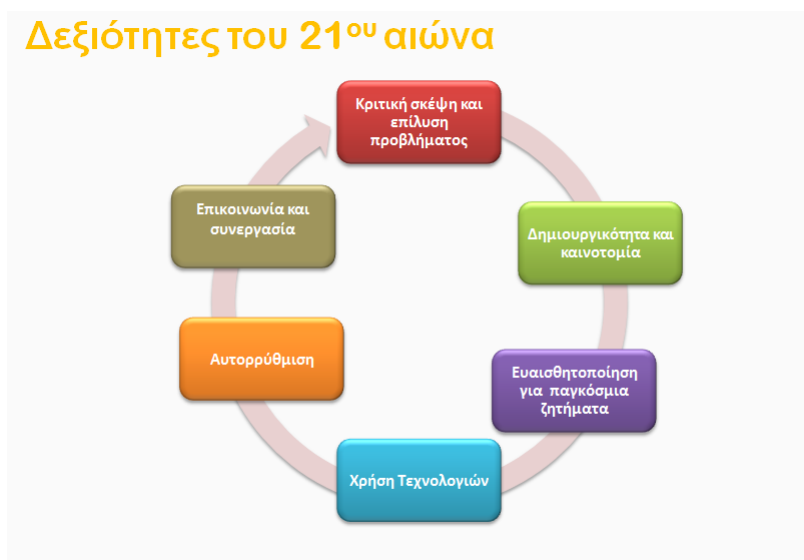 Δεξιότητες του 21ου αιώνα
Κριτική σκέψη και
επίλυση
προβλήματος
Δημιουργικότητα και
καινοτομία
Ευαισθητοποίηση
για παγκόσμια
ζητήματα
Χρήση Τεχνολογιών
Αυτορρύθμιση
Επικοινωνία και
συνεργασία